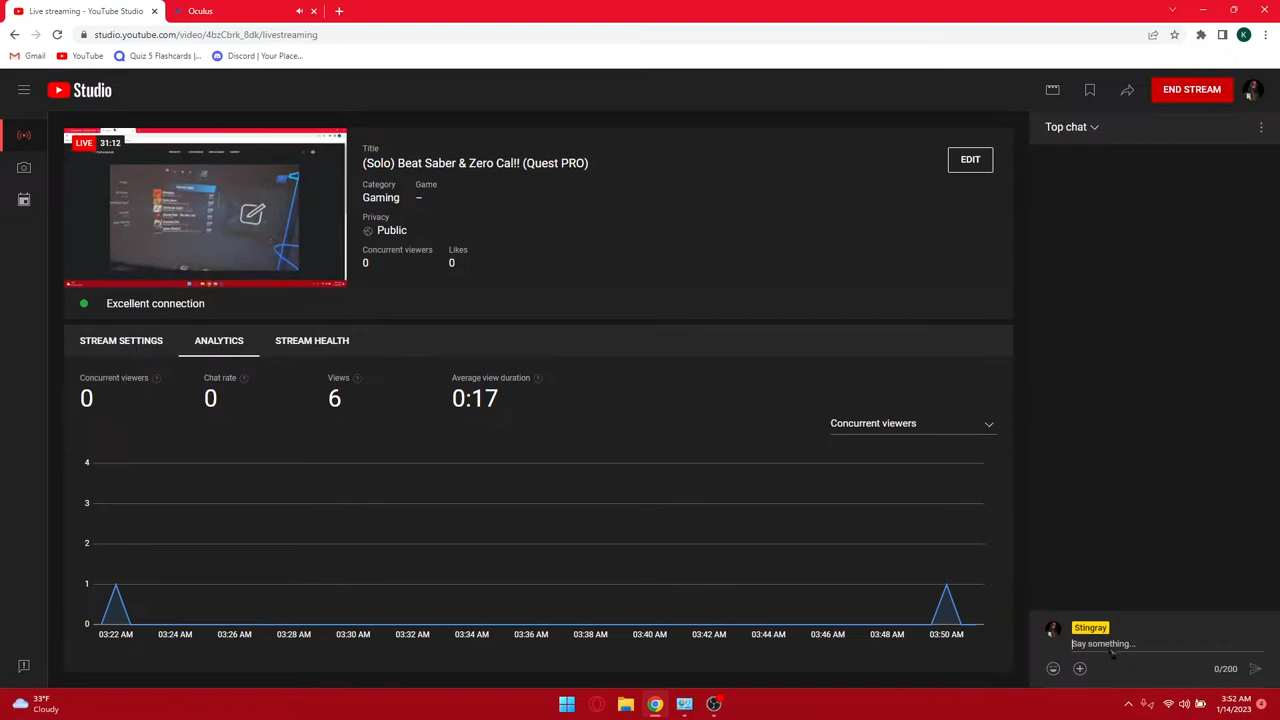 Live streaming - YouTube Studio
Oculus
studio.youtube.com/video/4bzCbrk_8dk/livestreaming
Gmail
YouTube
Quiz 5 Flashcards |...
Discord | Your Place...
K
Studio
END STREAM
LIVE 31:12
Title
(Solo) Beat Saber & Zero Cal!! (Quest PRO)
EDIT
Category Game
Gaming –
Privacy
Public
Concurrent viewers Likes
0 0
Excellent connection
STREAM SETTINGS ANALYTICS STREAM HEALTH
Concurrent viewers Chat rate Views Average view duration
0 0 6 0:17
Concurrent viewers
4
3
2
1
0
03:22 AM 03:24 AM 03:26 AM 03:28 AM 03:30 AM 03:32 AM 03:34 AM 03:36 AM 03:38 AM 03:40 AM 03:42 AM 03:44 AM 03:46 AM 03:48 AM 03:50 AM
Top chat
Stingray
Say something...
0/200
33°F
Cloudy
3:52 AM
1/14/2023
4